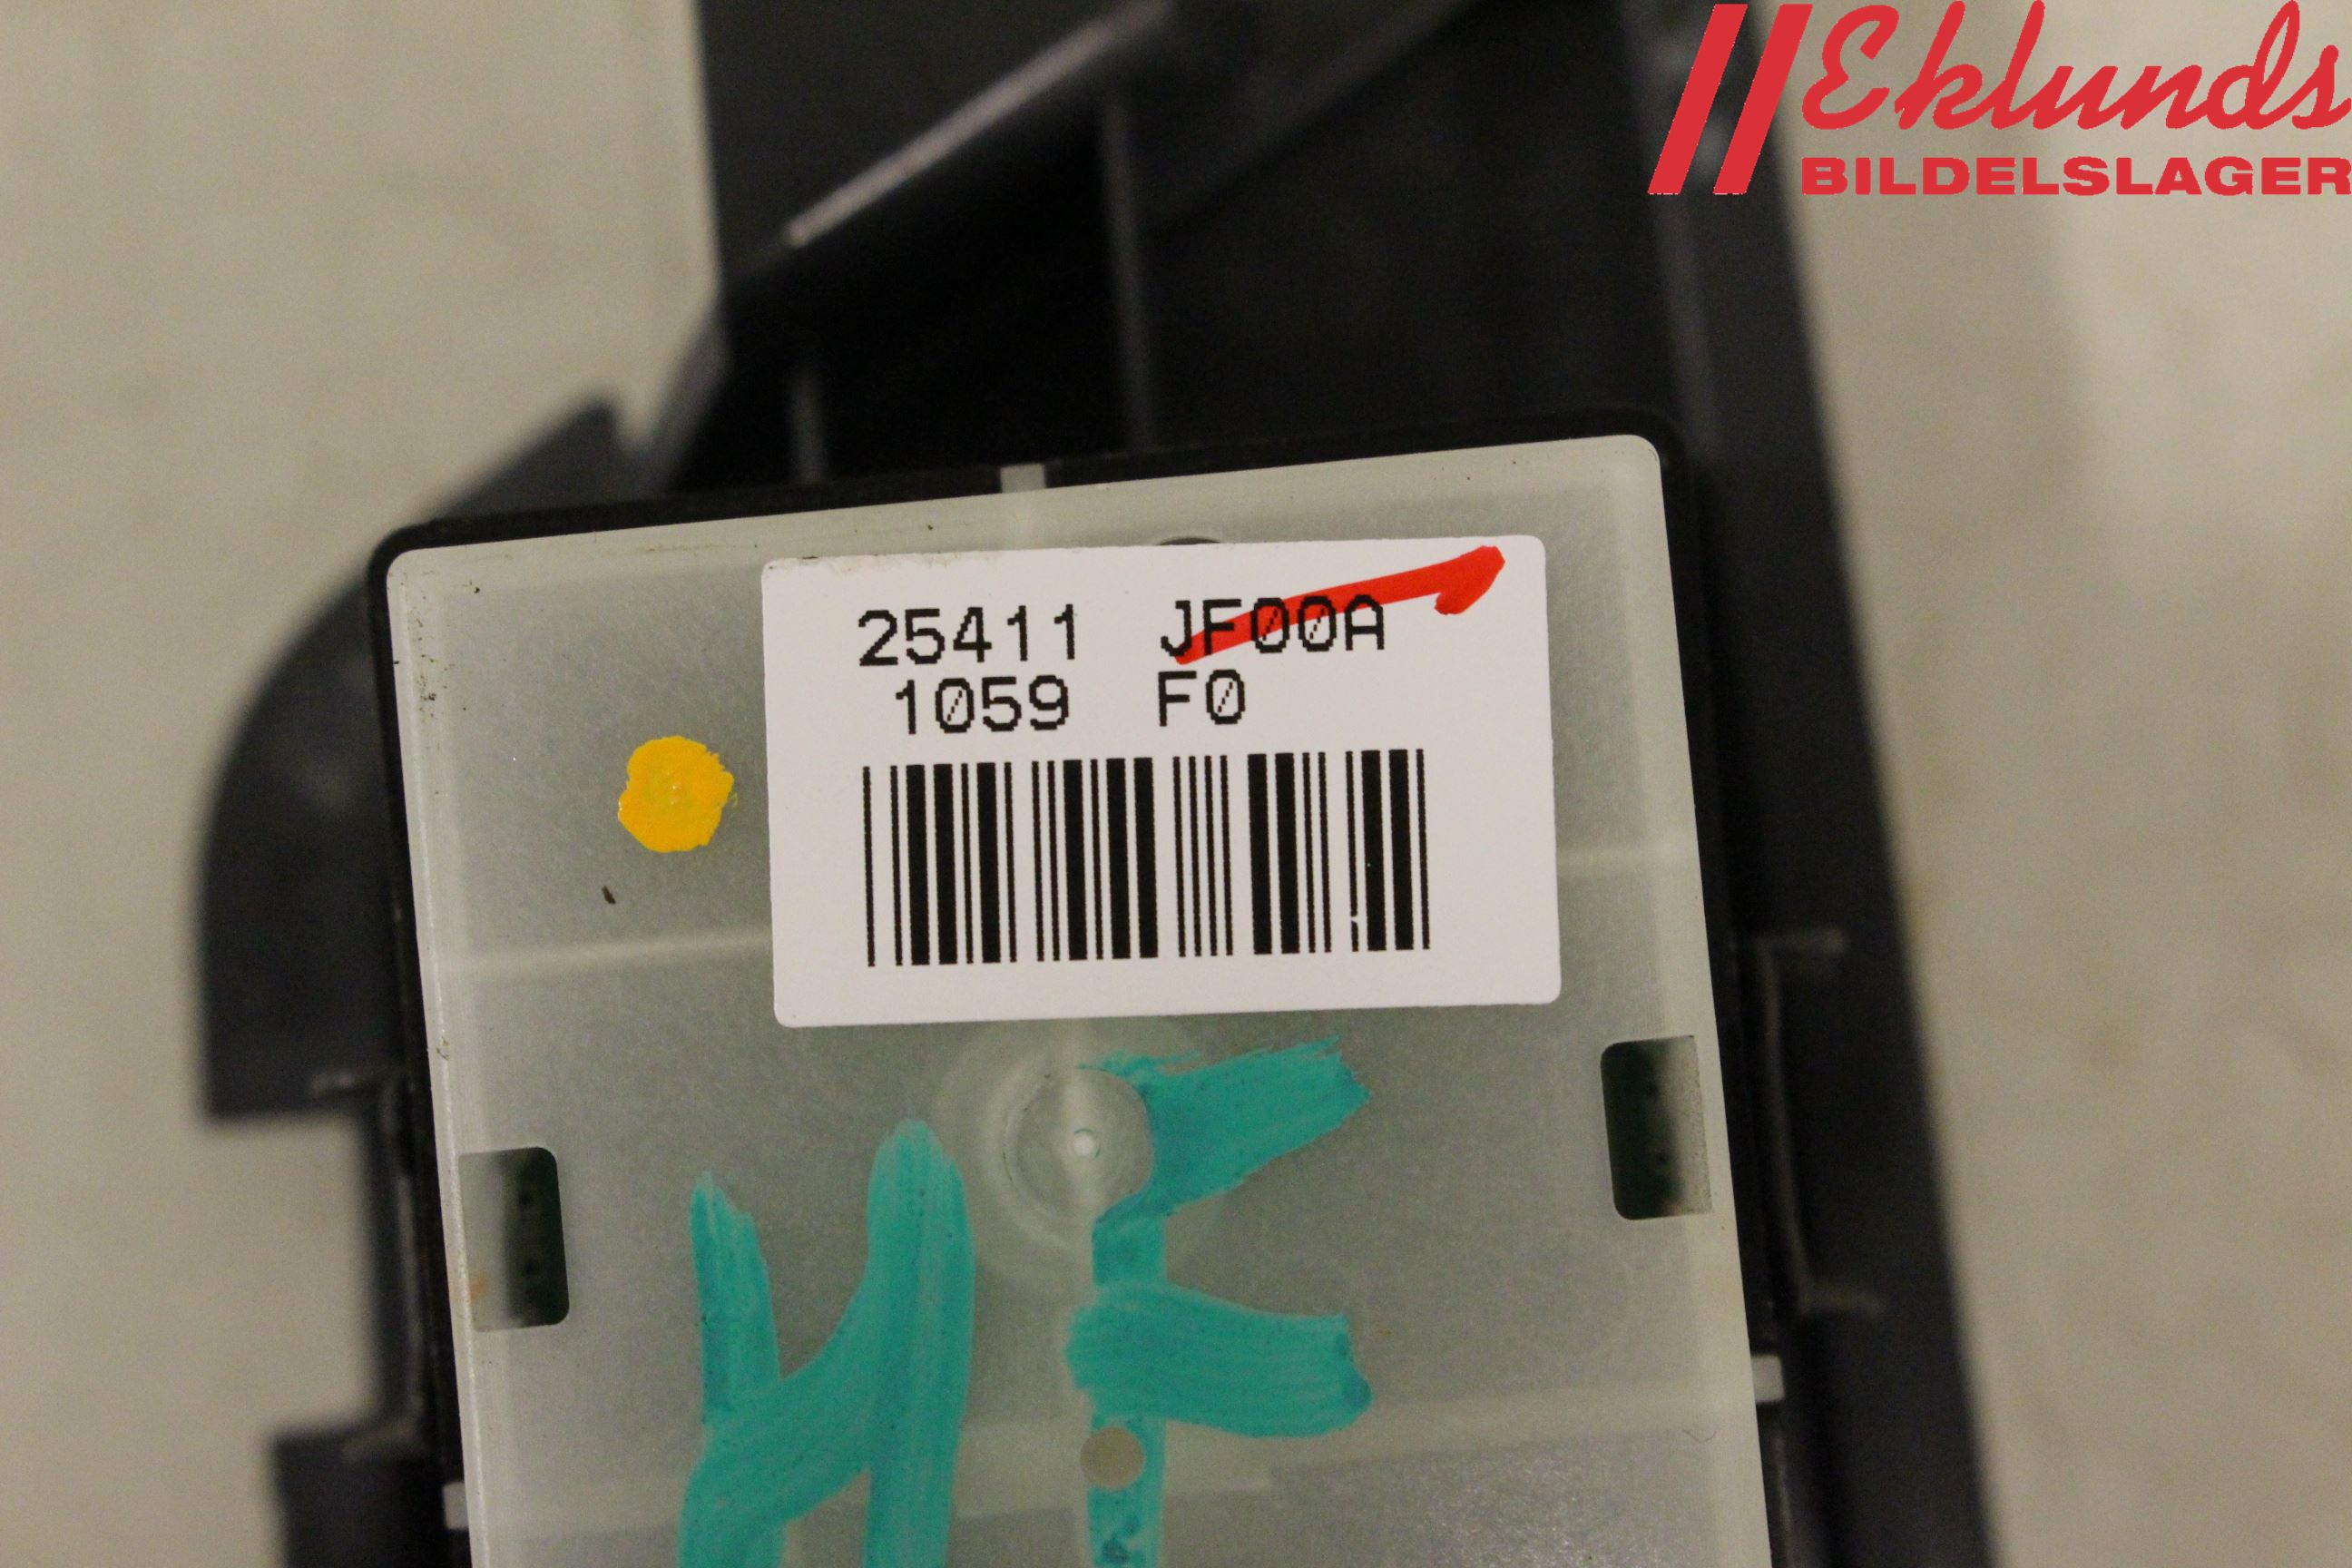 Eklunds
BILDELSLAGER
25411 JF00A
1059 F0
HF